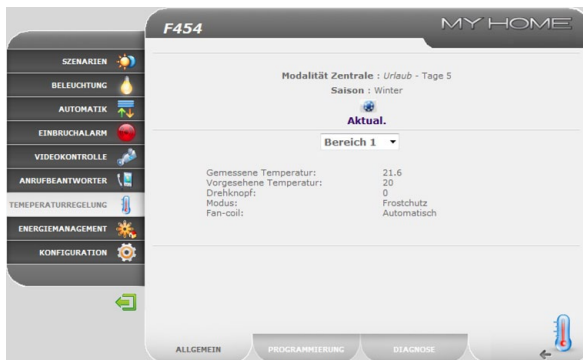 F454
MY HOME
SZENARIEN
BELEUCHTUNG
AUTOMATIK
EINBRUCHALARM
VIDEOKONTROLLE
ANRUFBEANTWORTER
TEMEPERATURREGELUNG
ENERGIEMANAGEMENT
KONFIGURATION
Modalität Zentrale : Urlaub - Tage 5
Saison : Winter
Aktual.
Bereich 1
Gemessene Temperatur: 21.6
Vorgesehene Temperatur: 20
Drehknopf: 0
Modus: Frostchutz
Fan-coil: Automatisch
ALLGEMEIN PROGRAMMIERUNG DIAGNOSE